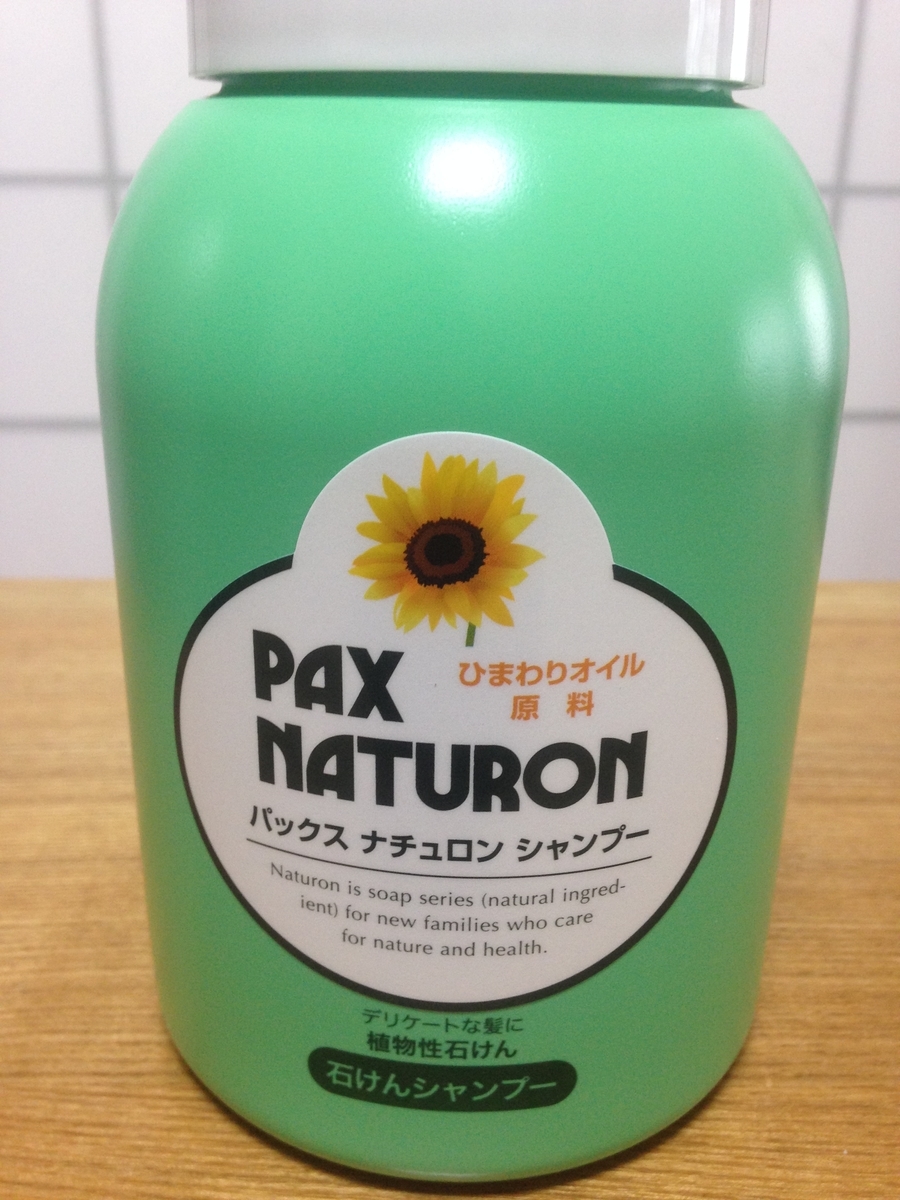 PAX
ひまわりオイル
原料
NATURON
パックス ナチュロン シャンプー
Naturon is soap series (natural ingred-
ient) for new families who care
for nature and health.
デリケートな髪に
植物性石けん
石けんシャンプー